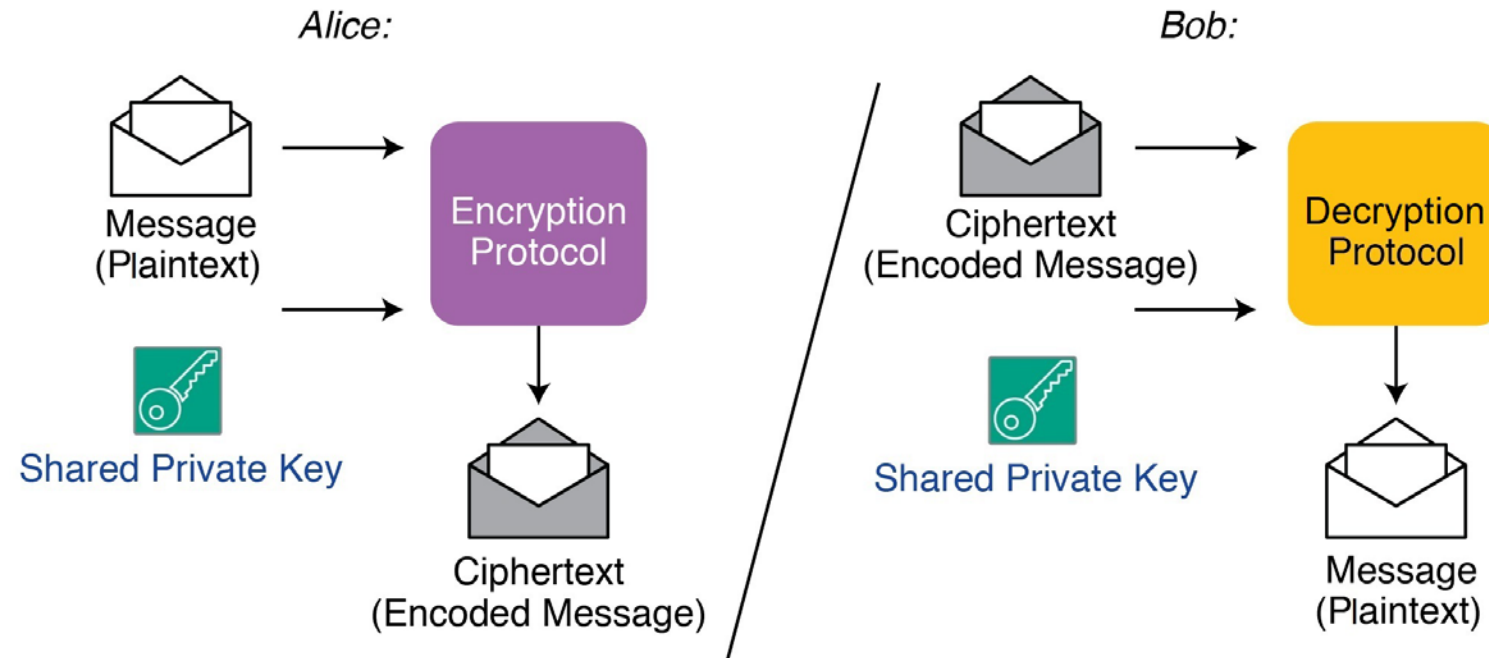 Alice:
Message
(Plaintext)
Encryption
Protocol
Shared Private Key
Ciphertext
(Encoded Message)
Bob:
Ciphertext
(Encoded Message)
Decryption
Protocol
Shared Private Key
Message
(Plaintext)